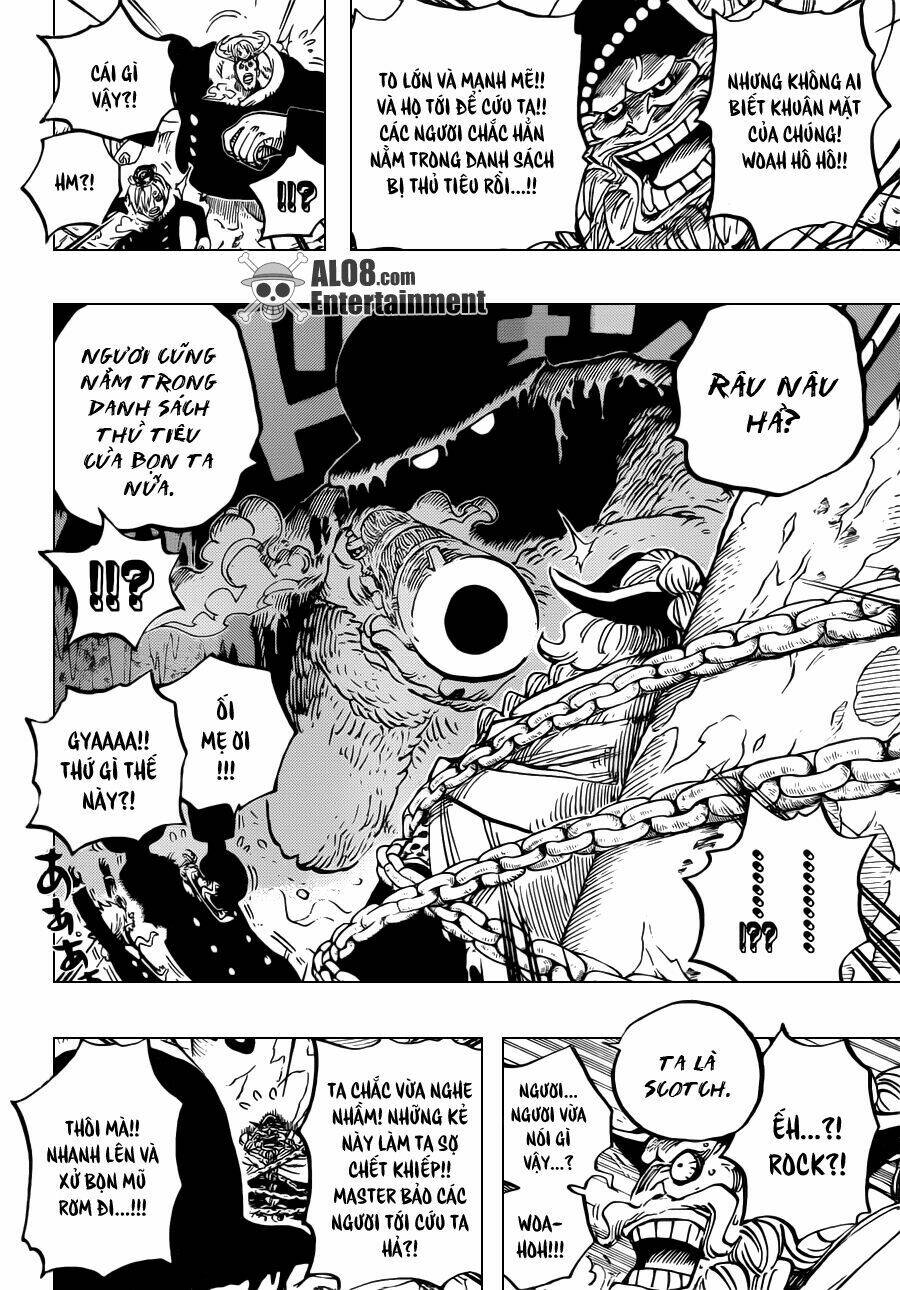 TO LỚN VÀ MẠNH MẼ!!
VÀ HỌ TỚI ĐỂ CỨU TA!!
CÁC NGƯƠI CHẮC HẲN
NẰM TRONG DANH SÁCH
BỊ THỦ TIÊU RỒI...!!
NHƯNG KHÔNG AI
BIẾT KHUÂN MẶT
CỦA CHÚNG!
WOAH HÔ HÔ!!
CÁI GÌ
VẬY?!
HM?!
!!?
AL08.com
Entertainment
RÂU NÂU
HẢ?
NGƯƠI CŨNG
NẰM TRONG
DANH SÁCH
THỦ TIÊU
CỦA BỌN TA
NỮA.
!!?
ỐI
MẸ ƠI
!!!
GYAAAA!!
THỨ GÌ THẾ
NÀY?!
あぁあぁ
!??
TA LÀ
SCOTCH.
ẾH...?!
ROCK?!
NGƯƠI...
NGƯƠI VỪA
NÓI GÌ
VẬY...?
WOA-
HOH!!!
TA CHẮC VỪA NGHE
NHẦM! NHỮNG KẺ
NÀY LÀM TA SỢ
CHẾT KHIẾP!!
MASTER BẢO CÁC
NGƯƠI TỚI CỨU TA
HẢ?!
THÔI MÀ!!
NHANH LÊN VÀ
XỬ BỌN MŨ
RƠM ĐI...!!!